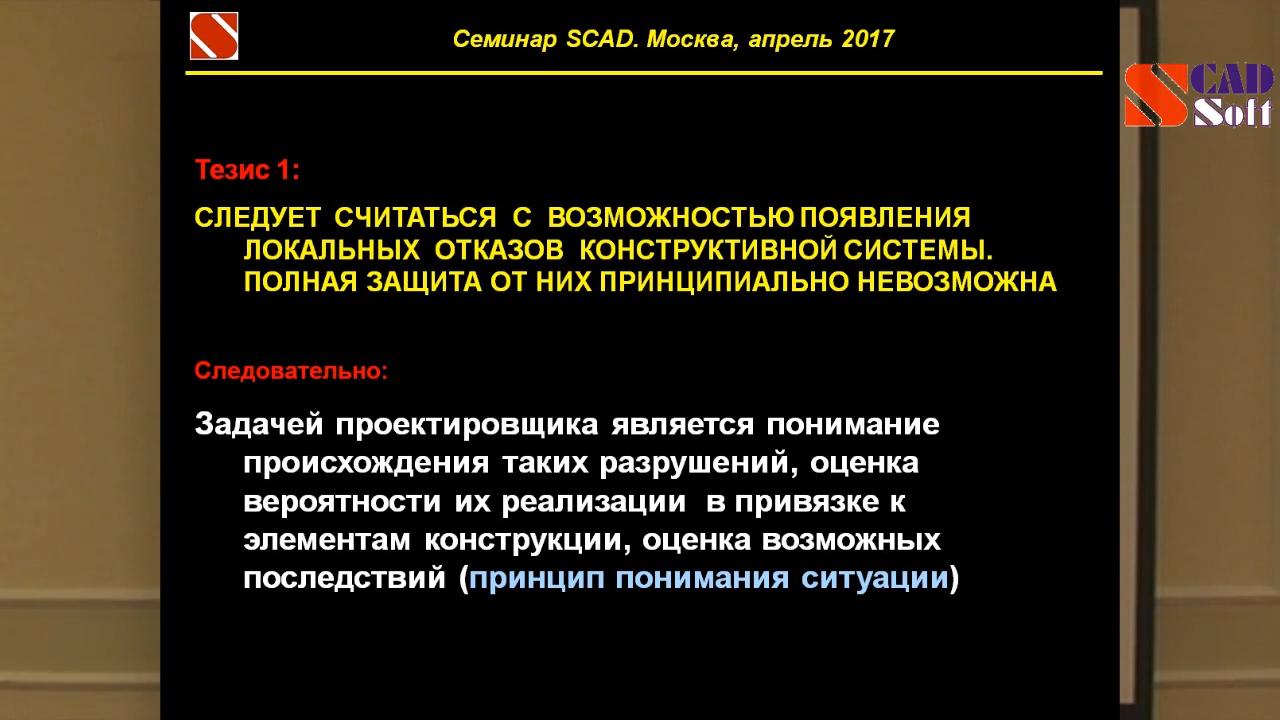 Семинар SCAD. Москва, апрель 2017
SCAD
Soft
Тезис 1:
СЛЕДУЕТ СЧИТАТЬСЯ С ВОЗМОЖНОСТЬЮ ПОЯВЛЕНИЯ
ЛОКАЛЬНЫХ ОТКАЗОВ КОНСТРУКТИВНОЙ СИСТЕМЫ.
ПОЛНАЯ ЗАЩИТА ОТ НИХ ПРИНЦИПИАЛЬНО НЕВОЗМОЖНА
Следовательно:
Задачей проектировщика является понимание
происхождения таких разрушений, оценка
вероятности их реализации в привязке к
элементам конструкции, оценка возможных
последствий (принцип понимания ситуации)